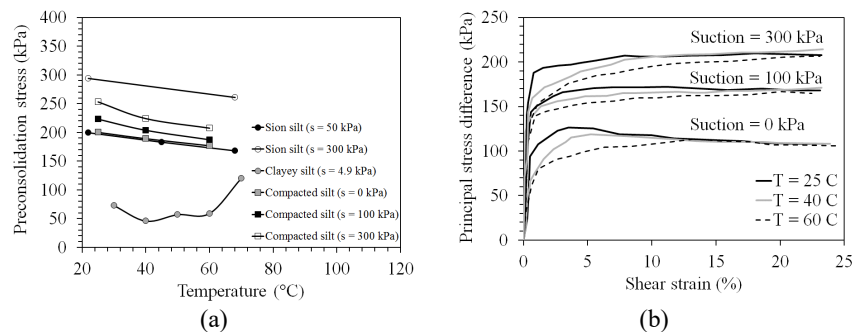 Preconsolidation stress (kPa)
400
350
300
250
200
150
100
50
0
20
40
60
80
100
120
Temperature (°C)
Sion silt (s = 50 kPa)
Sion silt (s = 300 kPa)
Clayey silt (s = 4.9 kPa)
Compacted silt (s = 0 kPa)
Compacted silt (s = 100 kPa)
Compacted silt (s = 300 kPa)
(a)
Principal stress difference (kPa)
250
200
150
100
50
0
0
5
10
15
20
25
Shear strain (%)
Suction = 300 kPa
Suction = 100 kPa
Suction = 0 kPa
T = 25 C
T = 40 C
T = 60 C
(b)